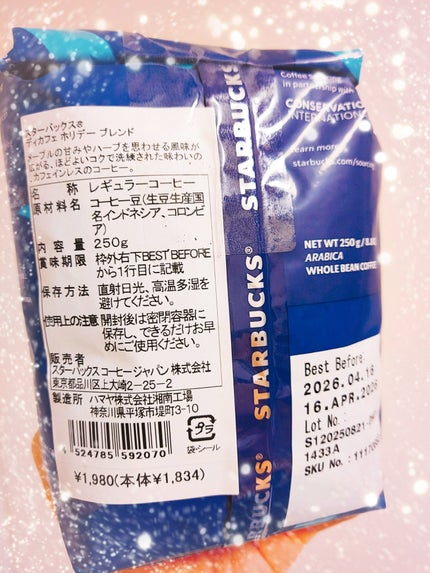 スターバックス®
ディカフェ ホリデー ブレンド
メープルの甘みやハーブを思わせる風味が
広がる、ほどよいコクで洗練された味わいの
カフェインレスのコーヒー。
名 称 レギュラーコーヒー
原材料名 コーヒー豆(生豆生産国
名インドネシア、コロンビ
ア)
内 容 量 250g
賞味期限 枠外右下BEST BEFORE
から1行目に記載
保存方法 直射日光、高温多湿を
避けてください。
使用上の注意 開封後は密閉容器に
保存し、できるだけお早
めにご使用ください。
販売者
スターバックス コーヒー ジャパン 株式会社
東京都品川区上大崎2-25-2
製造所 ハマヤ株式会社湘南工場
神奈川県平塚市堤町3-10
4 524785 592070
プラ
袋・シール
¥1,980(本体¥1,834)
STARBUCKS
STARBUCKS®
STARBUCKS®
STARBUCKS®
Coffee
in partnership with
CONSERVATIO
INTERNATION
learn more
starbucks.com/
NET WT 250 g/8.8
ARABICA
WHOLE BEAN COFFEE
Best Before
2026.04.16
16.APR.2026
Lot No
S120250821-
1433A
SKU No. :